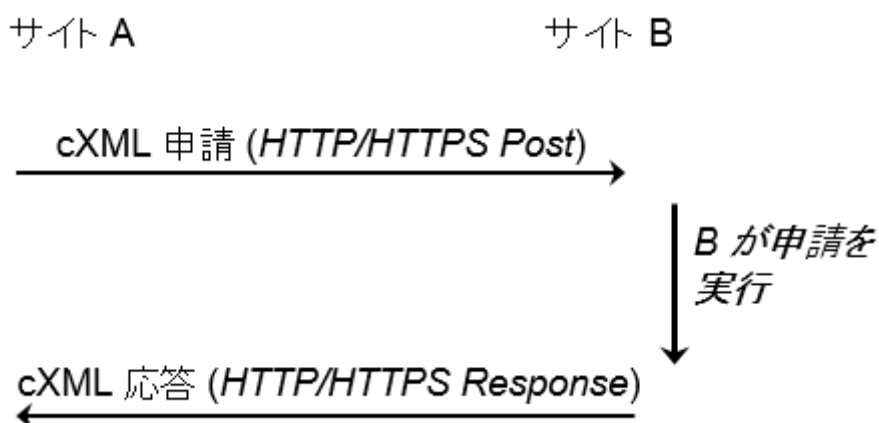 サイト A
サイト B
cXML 申請 (HTTP/HTTPS Post)
B が申請を
実行
cXML 応答 (HTTP/HTTPS Response)